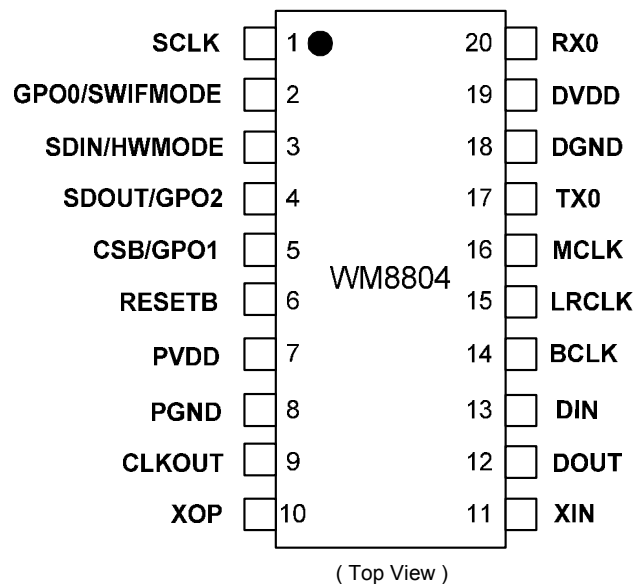 SCLK 1 20 RX0
GPO0/SWIFMODE 2 19 DVDD
SDIN/HWMODE 3 18 DGND
SDOUT/GPO2 4 17 TX0
CSB/GPO1 5 16 MCLK
WM8804
RESETB 6 15 LRCLK
PVDD 7 14 BCLK
PGND 8 13 DIN
CLKOUT 9 12 DOUT
XOP 10 11 XIN
( Top View )